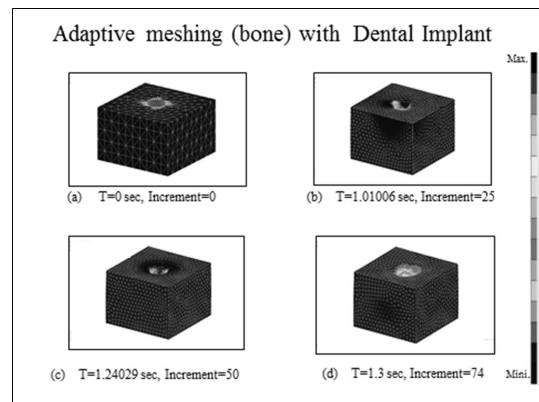 Adaptive meshing (bone) with Dental Implant
Max.
(a) T=0 sec, Increment=0
(b) T=1.01006 sec, Increment=25
(c) T=1.24029 sec, Increment=50
(d) T=1.3 sec, Increment=74
Mini.